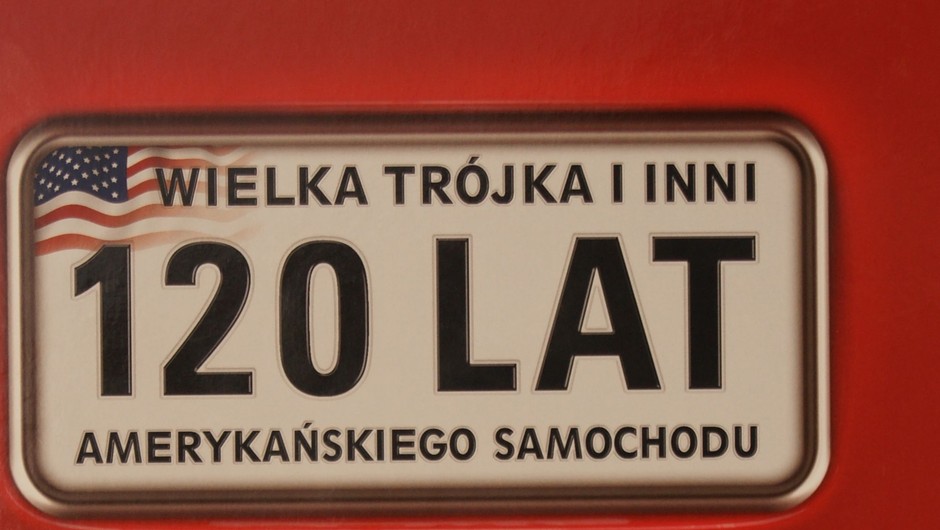 WIELKA TRÓJKA I INNI
120 LAT
AMERYKAŃSKIEGO SAMOCHODU